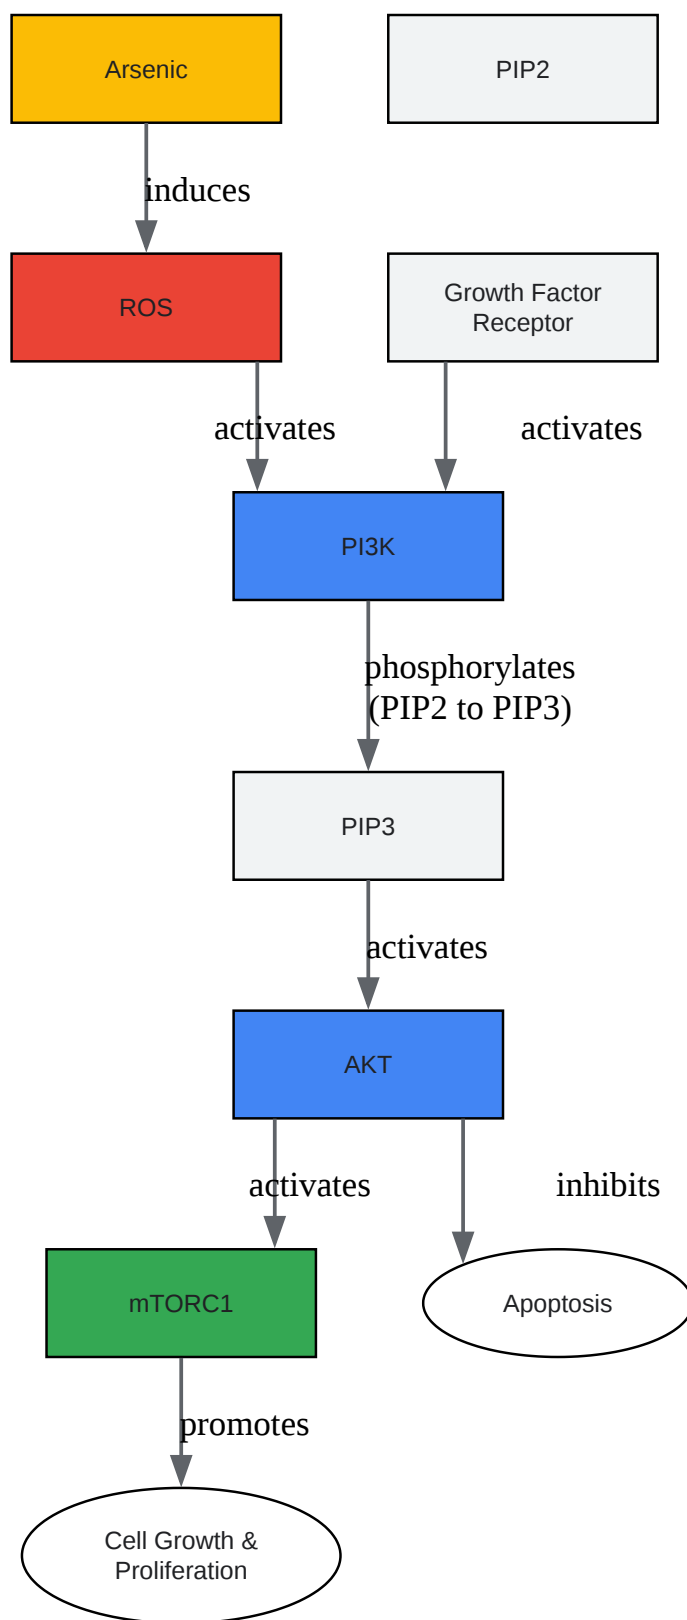 Arsenic
PIP2
induces
ROS
Growth Factor
Receptor
activates
activates
PI3K
phosphorylates
(PIP2 to PIP3)
PIP3
activates
AKT
activates
inhibits
mTORC1
Apoptosis
promotes
Cell Growth &
Proliferation